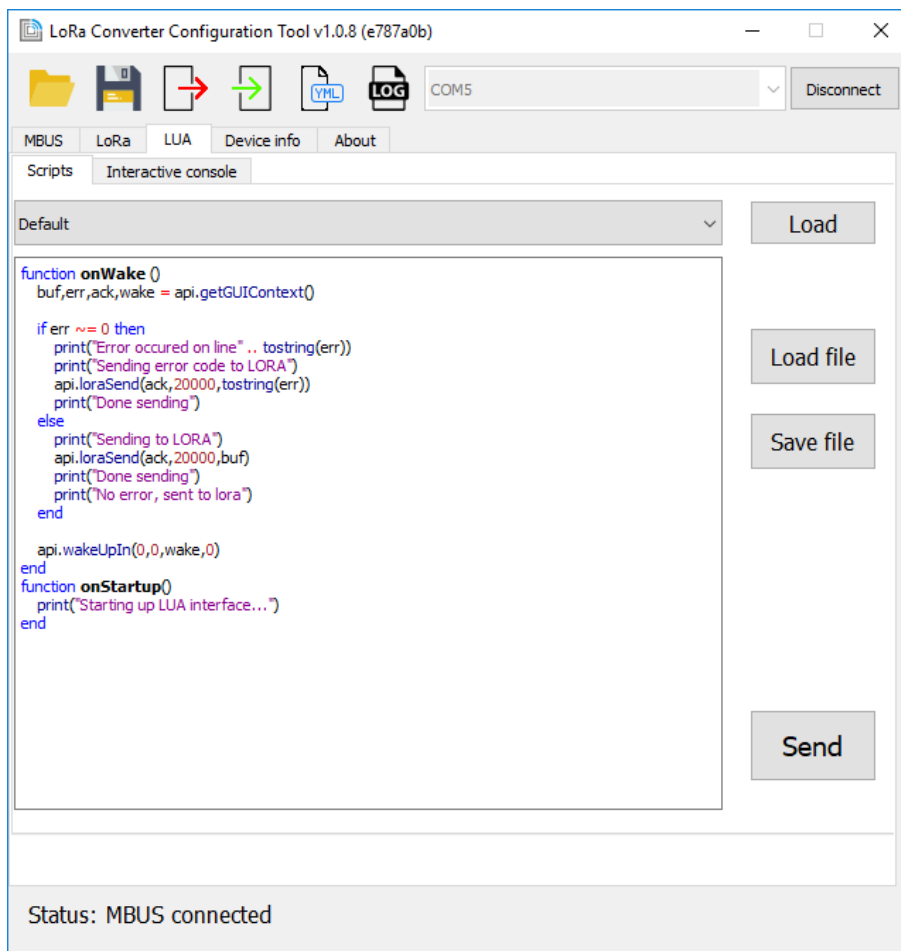 LoRa Converter Configuration Tool v1.0.8 (e787a0b)
YML
LOG
COM5
Disconnect
MBUS
LoRa
LUA
Device info
About
Scripts
Interactive console
Default
Load
function onWake ()
buf,err,ack,wake = api.getGUIContext()
if err ~= 0 then
print("Error occured on line" .. tostring(err))
print("Sending error code to LORA")
api.loraSend(ack,20000,tostring(err))
print("Done sending")
else
print("Sending to LORA")
api.loraSend(ack,20000,buf)
print("Done sending")
print("No error, sent to lora")
end
api.wakeUpIn(0,0,wake,0)
end
function onStartup()
print("Starting up LUA interface...")
end
Load file
Save file
Send
Status: MBUS connected